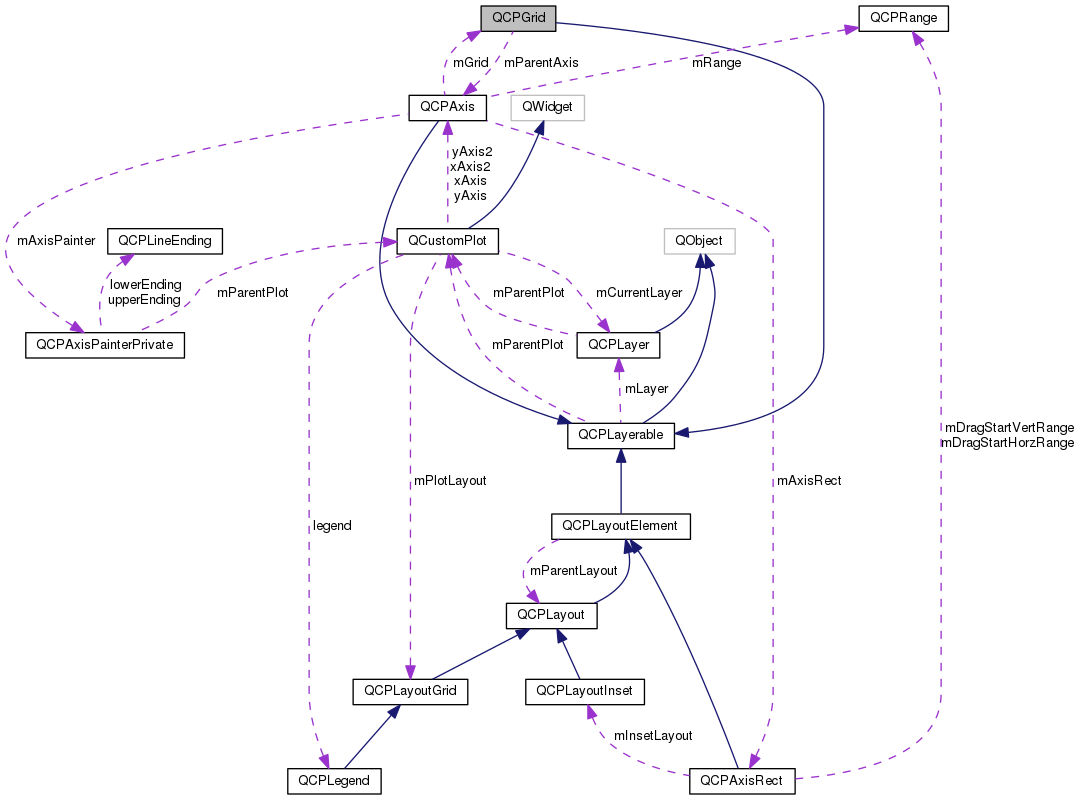 QCPGrid
QCPRange
mGrid
mParentAxis
mRange
QCPAxis
QWidget
yAxis2
xAxis2
xAxis
yAxis
mAxisPainter
QCPLineEnding
QCustomPlot
QObject
lowerEnding
upperEnding
mParentPlot
mParentPlot
mCurrentLayer
QCPAxisPainterPrivate
mParentPlot
QCPLayer
mLayer
QCPLayerable
mDragStartVertRange
mDragStartHorzRange
mPlotLayout
mAxisRect
legend
QCPLayoutElement
mParentLayout
QCPLayout
QCPLayoutGrid
QCPLayoutInset
mInsetLayout
QCPLegend
QCPAxisRect